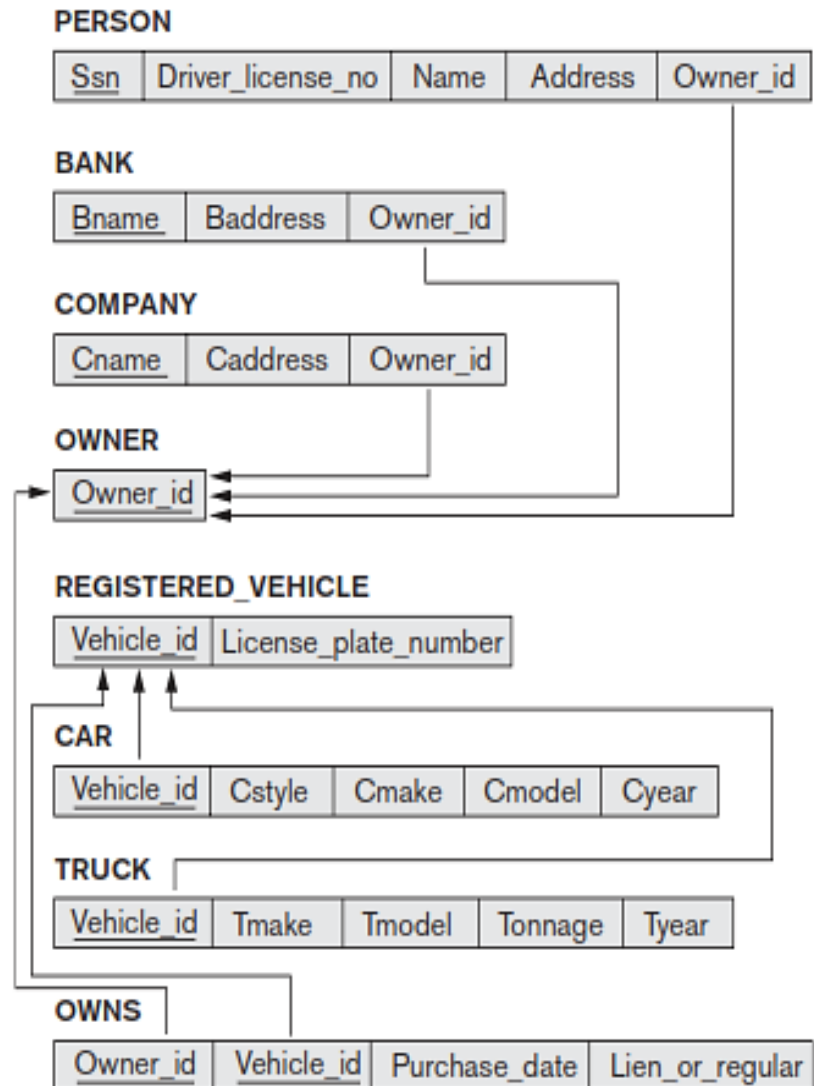 PERSON
Ssn Driver_license_no Name Address Owner_id
BANK
Bname Baddress Owner_id
COMPANY
Cname Caddress Owner_id
OWNER
Owner_id
REGISTERED_VEHICLE
Vehicle_id License_plate_number
CAR
Vehicle_id Cstyle Cmake Cmodel Cyear
TRUCK
Vehicle_id Tmake Tmodel Tonnage Tyear
OWNS
Owner_id Vehicle_id Purchase_date Lien_or_regular